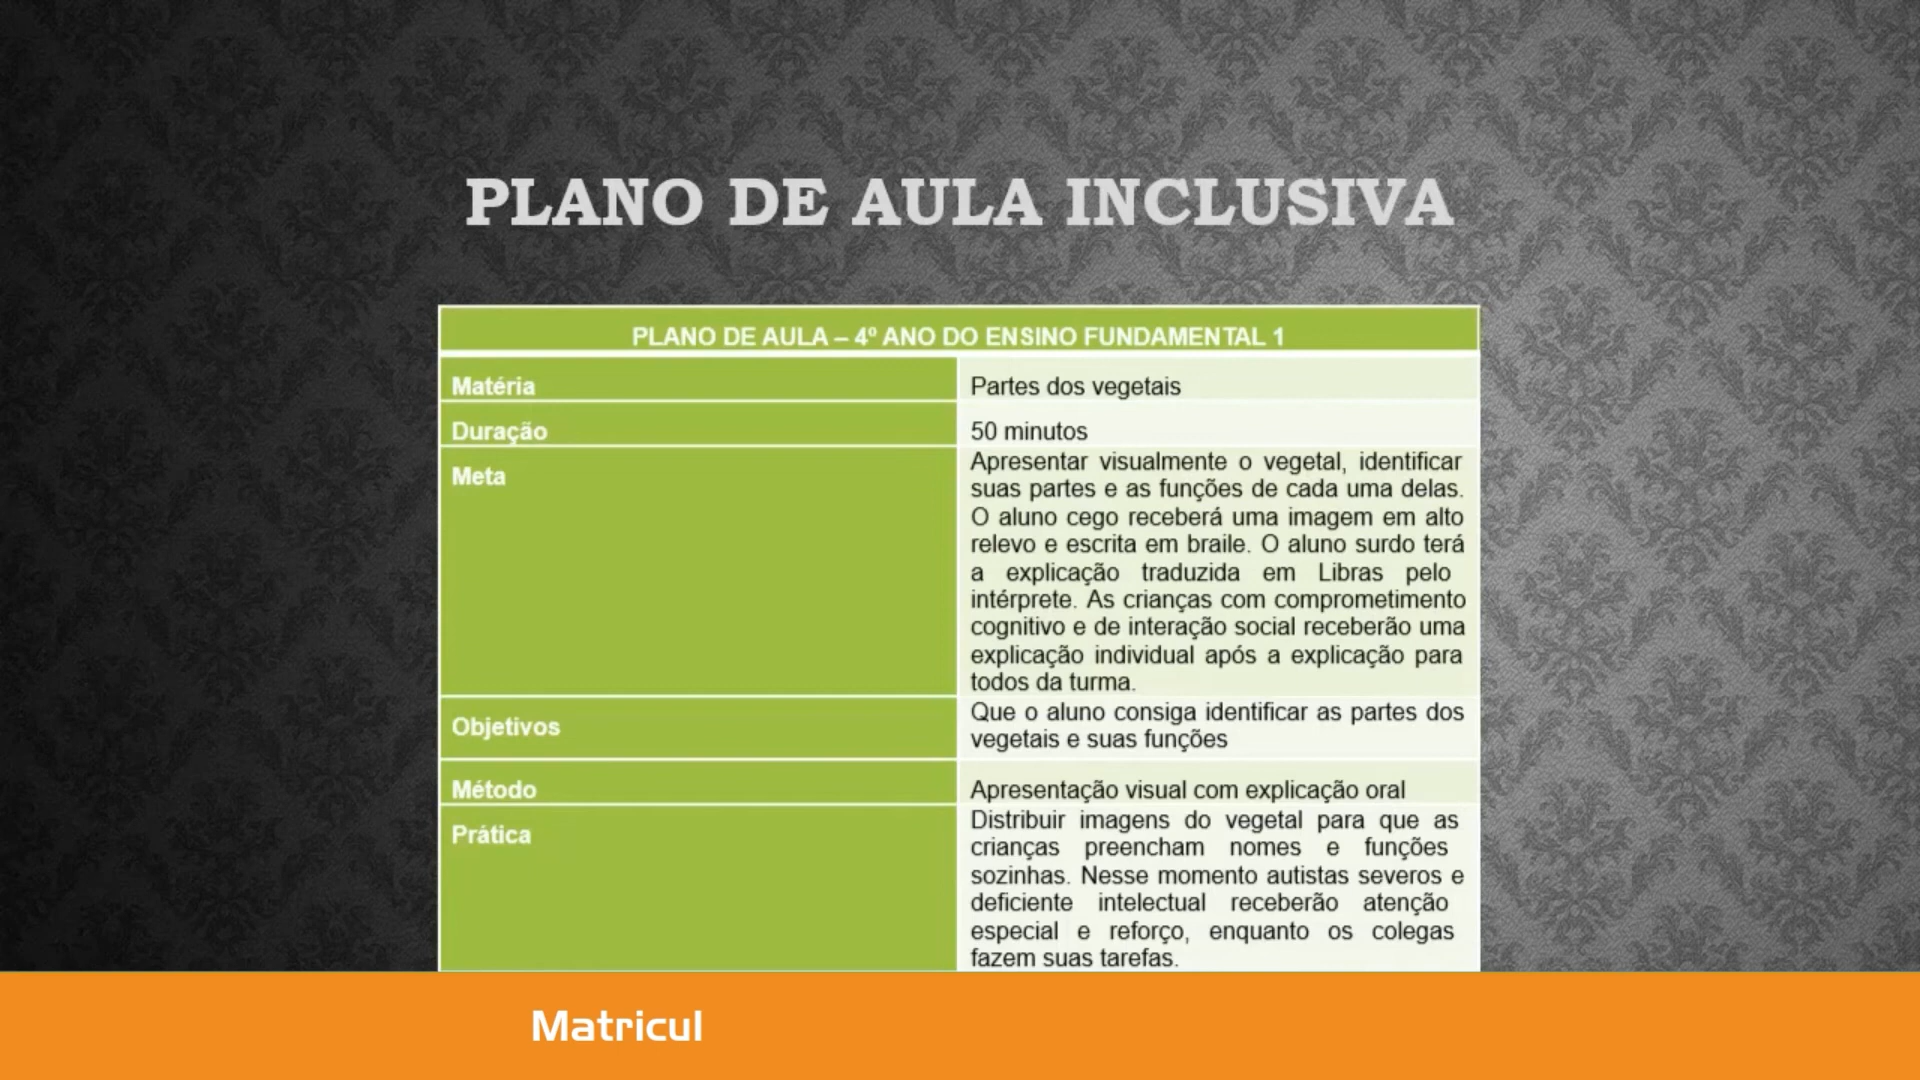 PLANO DE AULA INCLUSIVA
PLANO DE AULA – 4º ANO DO ENSINO FUNDAMENTAL 1
Matéria
Partes dos vegetais
Duração
50 minutos
Meta
Apresentar visualmente o vegetal, identificar
suas partes e as funções de cada uma delas.
O aluno cego receberá uma imagem em alto
relevo e escrita em braile. O aluno surdo terá
a explicação traduzida em Libras pelo
intérprete. As crianças com comprometimento
cognitivo e de interação social receberão uma
explicação individual após a explicação para
todos da turma.
Objetivos
Que o aluno consiga identificar as partes dos
vegetais e suas funções
Método
Apresentação visual com explicação oral
Prática
Distribuir imagens do vegetal para que as
crianças preencham nomes e funções
sozinhas. Nesse momento autistas severos e
deficiente intelectual receberão atenção
especial e reforço, enquanto os colegas
fazem suas tarefas.
Matricul